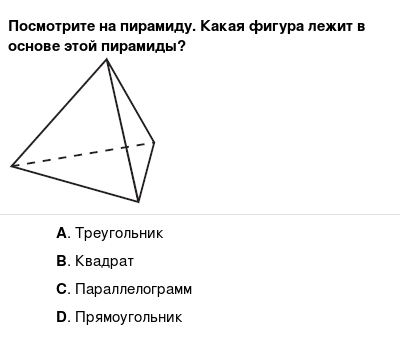 Посмотрите на пирамиду. Какая фигура лежит в
основе этой пирамиды?
A. Треугольник
B. Квадрат
C. Параллелограмм
D. Прямоугольник